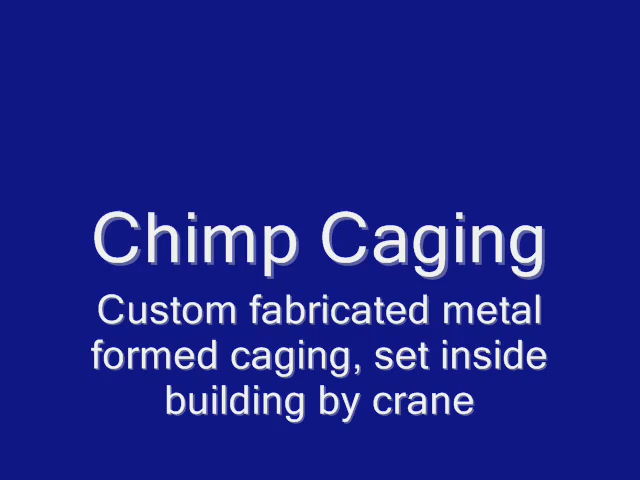 Chimp Caging
Custom fabricated metal
formed caging, set inside
building by crane